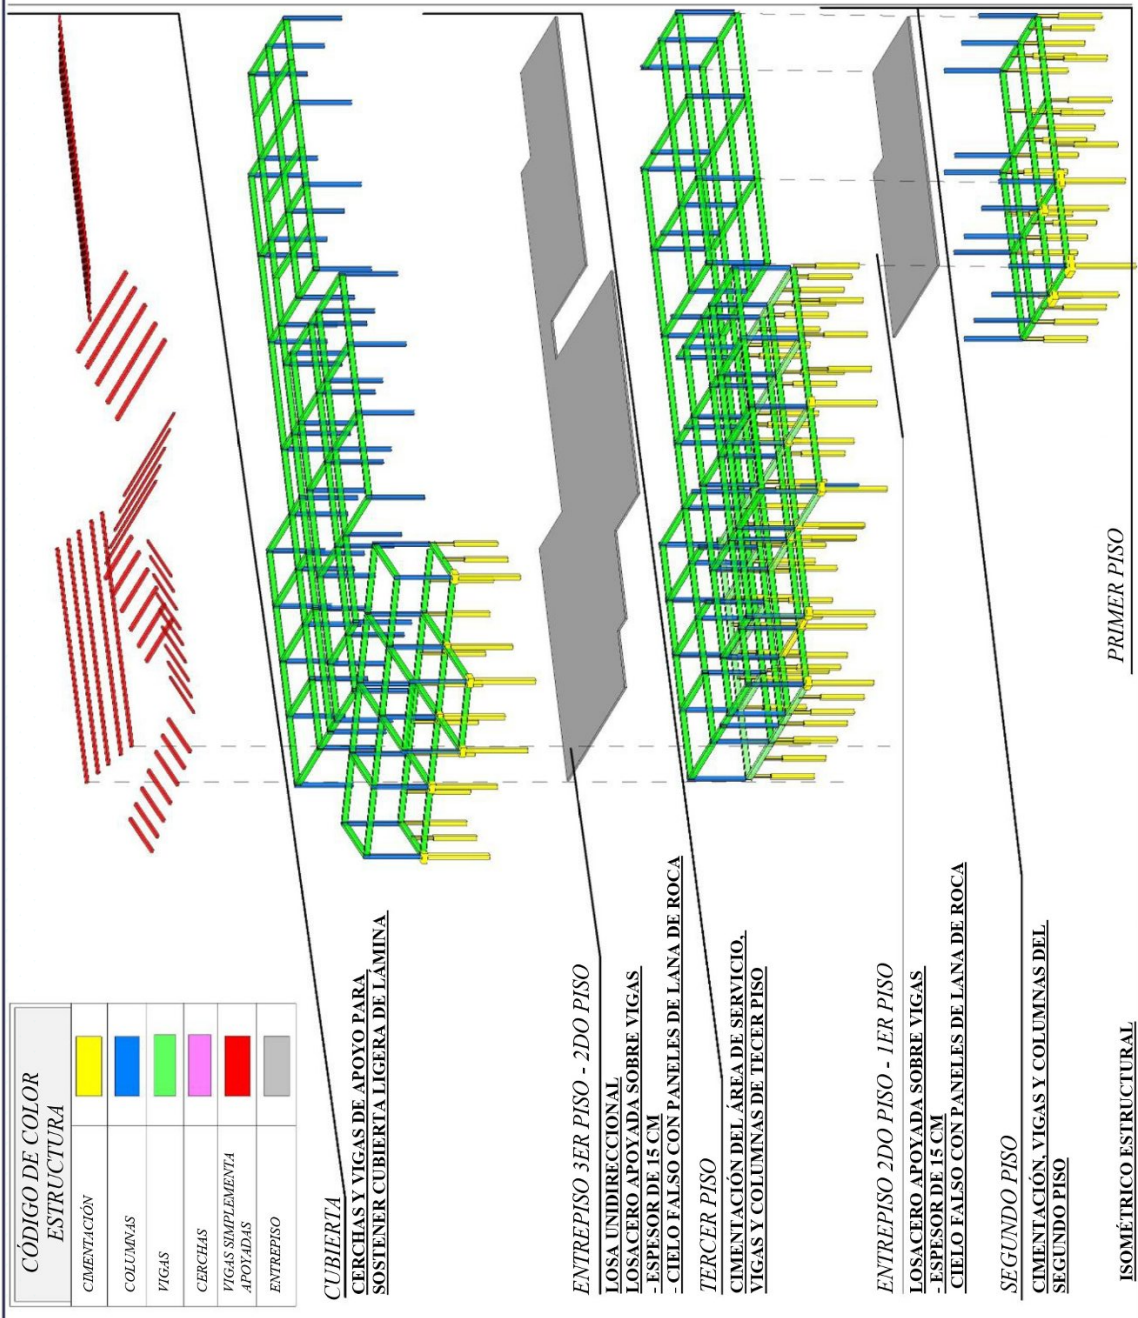 CÓDIGO DE COLOR
ESTRUCTURA
CIMENTACIÓN
COLUMNAS
VIGAS
CERCHAS
VIGAS SIMPLEMENTA
APOYADAS
ENTREPISO
CUBIERTA
CERCHAS Y VIGAS DE APOYO PARA
SOSTENER CUBIERTA LIGERA DE LÁMINA
ENTREPISO 3ER PISO - 2DO PISO
LOSA UNIDIRECCIONAL
LOSACERO APOYADA SOBRE VIGAS
- ESPESOR DE 15 CM
- CIELO FALSO CON PANELES DE LANA DE ROCA
TERCER PISO
CIMENTACIÓN DEL ÁREA DE SERVICIO,
VIGAS Y COLUMNAS DE TECER PISO
ENTREPISO 2DO PISO - 1ER PISO
LOSACERO APOYADA SOBRE VIGAS
- ESPESOR DE 15 CM
CIELO FALSO CON PANELES DE LANA DE ROCA
SEGUNDO PISO
CIMENTACIÓN, VIGAS Y COLUMNAS DEL
SEGUNDO PISO
PRIMER PISO
ISOMÉTRICO ESTRUCTURAL